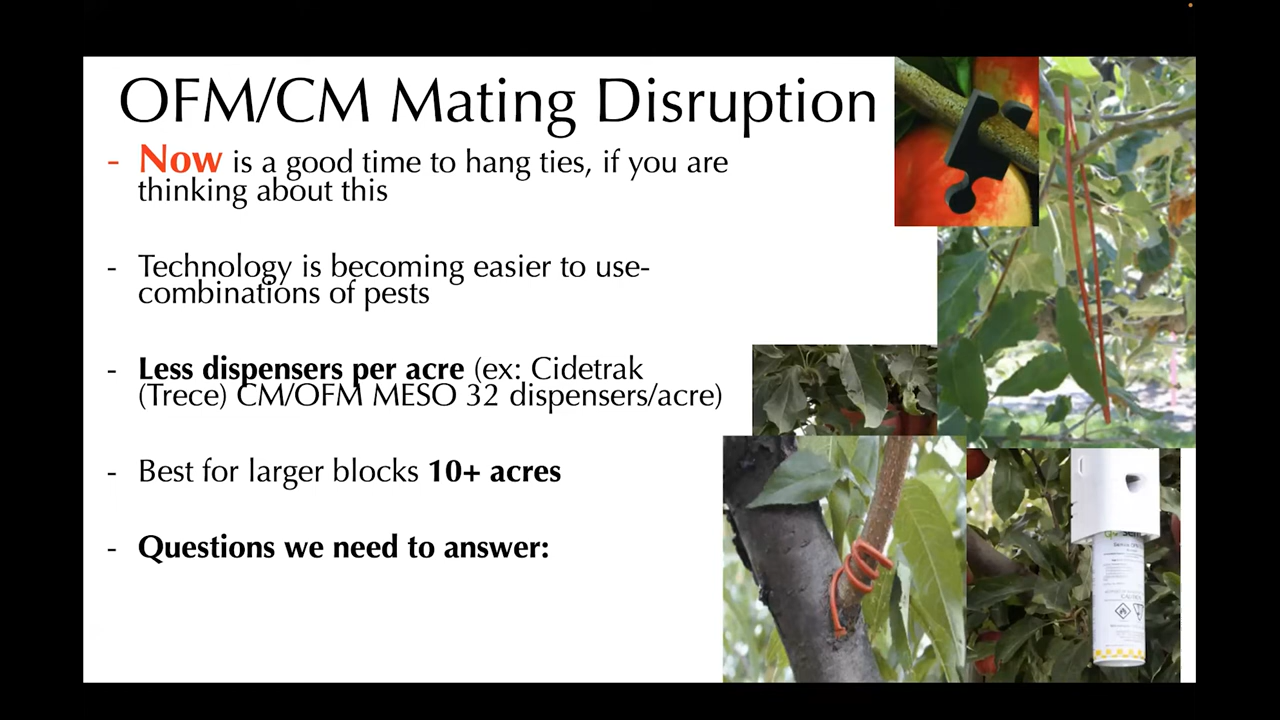 OFM/CM Mating Disruption
- Now is a good time to hang ties, if you are
thinking about this
- Technology is becoming easier to use-
combinations of pests
- Less dispensers per acre (ex: Cidetrak
(Trece) CM/OFM MESO 32 dispensers/acre)
- Best for larger blocks 10+ acres
- Questions we need to answer: